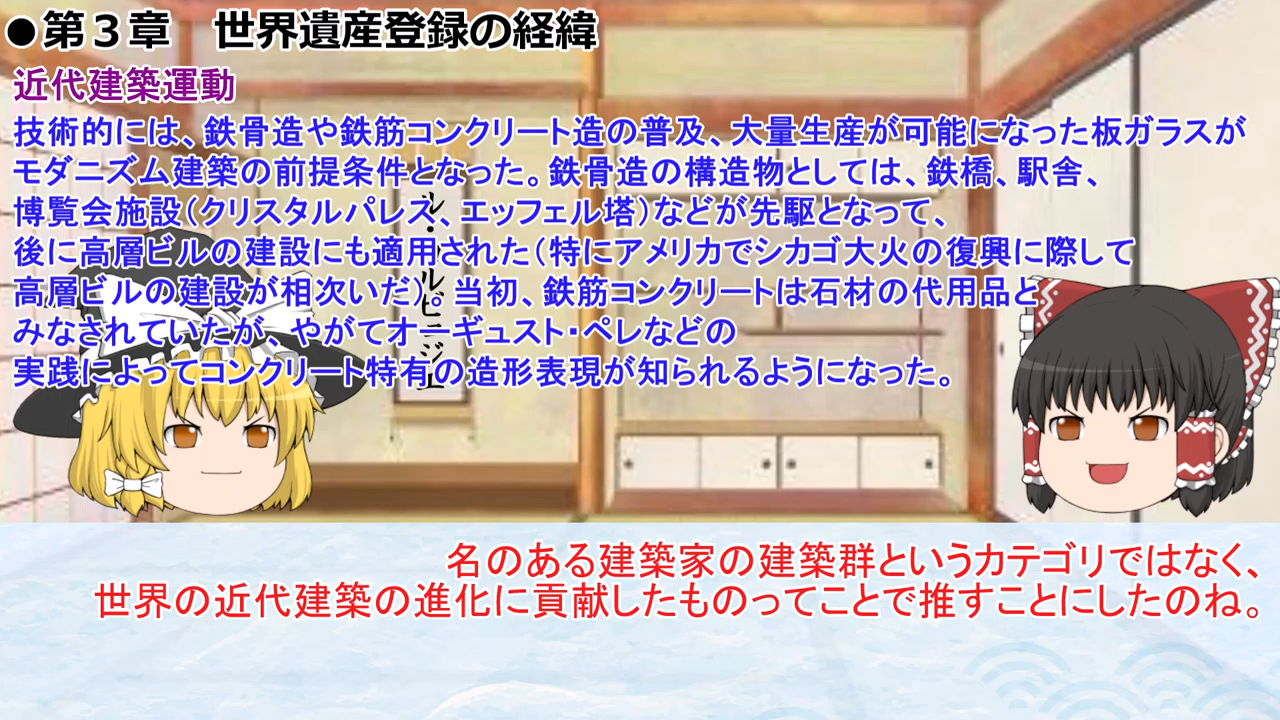 ●第３章　世界遺産登録の経緯
近代建築運動
技術的には、鉄骨造や鉄筋コンクリート造の普及、大量生産が可能になった板ガラスが
モダニズム建築の前提条件となった。鉄骨造の構造物としては、鉄橋、駅舎、
博覧会施設（クリスタルパレス、エッフェル塔）などが先駆となって、
後に高層ビルの建設にも適用された（特にアメリカでシカゴ大火の復興に際して
高層ビルの建設が相次いだ）。当初、鉄筋コンクリートは石材の代用品と
みなされていたが、やがてオーギュスト・ペレなどの
実践によってコンクリート特有の造形表現が知られるようになった。
名のある建築家の建築群というカテゴリではなく、
世界の近代建築の進化に貢献したものってことで推すことにしたのね。